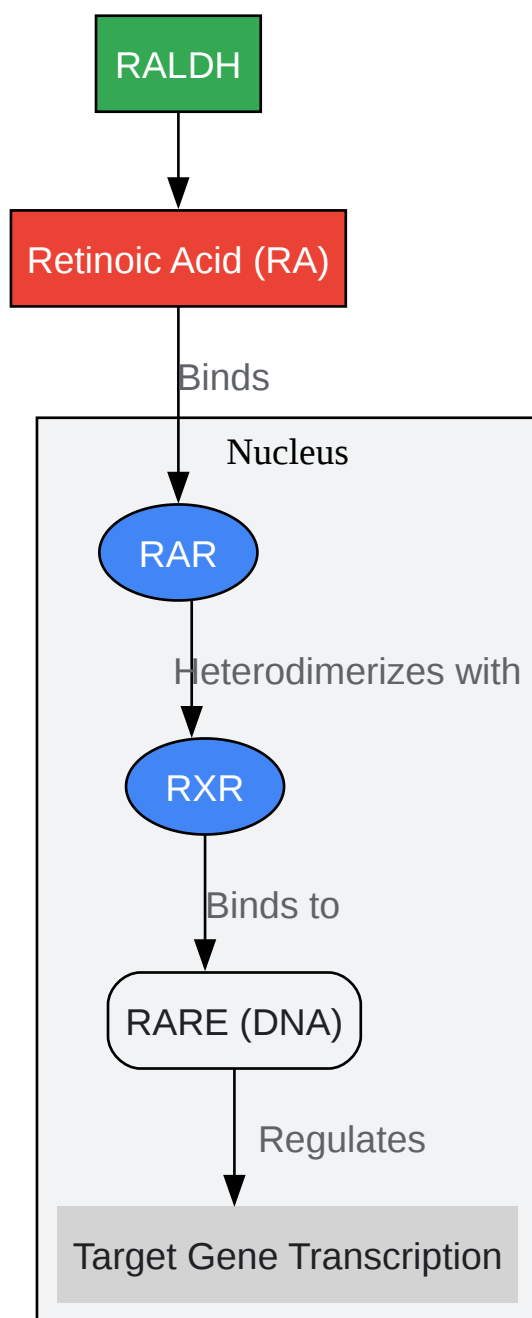 RALDH
Retinoic Acid (RA)
Binds
Nucleus
RAR
Heterodimerizes with
RXR
Binds to
RARE (DNA)
Regulates
Target Gene Transcription